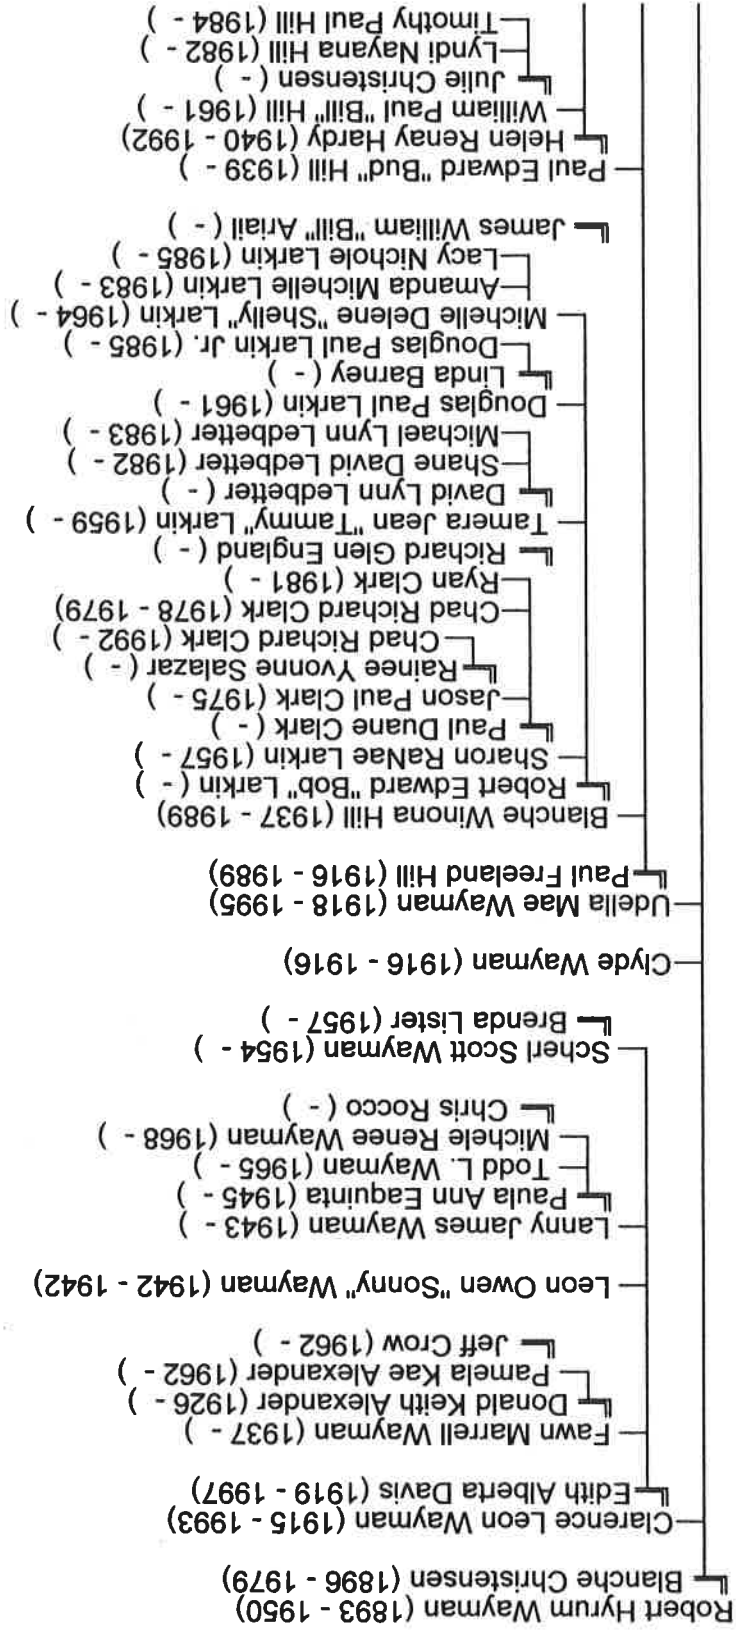 Robert Hyrum Wayman (1893 - 1950)
Blanche Christensen (1896 - 1979)
Clarence Leon Wayman (1915 - 1993)
Edith Alberta Davis (1919 - 1997)
Fawn Marrell Wayman (1937 - )
Donald Keith Alexander (1926 - )
Pamela Kae Alexander (1962 - )
Jeff Crow (1962 - )
Leon Owen "Sonny" Wayman (1942 - 1942)
Lanny James Wayman (1943 - )
Paula Ann Eaquinta (1945 - )
Todd L. Wayman (1965 - )
Michele Renee Wayman (1968 - )
Chris Rocco ( - )
Scherl Scott Wayman (1954 - )
Brenda Lister (1957 - )
Clyde Wayman (1916 - 1916)
Udella Mae Wayman (1918 - 1995)
Paul Freeland Hill (1916 - 1989)
Blanche Winona Hill (1937 - 1989)
Robert Edward "Bob" Larkin ( - )
Sharon RaNae Larkin (1957 - )
Paul Duane Clark ( - )
Jason Paul Clark (1975 - )
Rainee Yvonne Salazar ( - )
Chad Richard Clark (1992 - )
Chad Richard Clark (1978 - 1979)
Ryan Clark (1981 - )
Richard Glen England ( - )
Tamera Jean "Tammy" Larkin (1959 - )
David Lynn Ledbetter ( - )
Shane David Ledbetter (1982 - )
Michael Lynn Ledbetter (1983 - )
Douglas Paul Larkin (1961 - )
Linda Barney ( - )
Douglas Paul Larkin Jr. (1985 - )
Michelle Delene "Shelly" Larkin (1964 - )
Amanda Michelle Larkin (1983 - )
Lacy Nichole Larkin (1985 - )
James William "Bill" Ariail ( - )
Paul Edward "Bud" Hill (1939 - )
Helen Renay Hardy (1940 - 1992)
William Paul "Bill" Hill (1961 - )
Julie Christensen ( - )
Lyndi Nayana Hill (1982 - )
Timothy Paul Hill (1984 - )